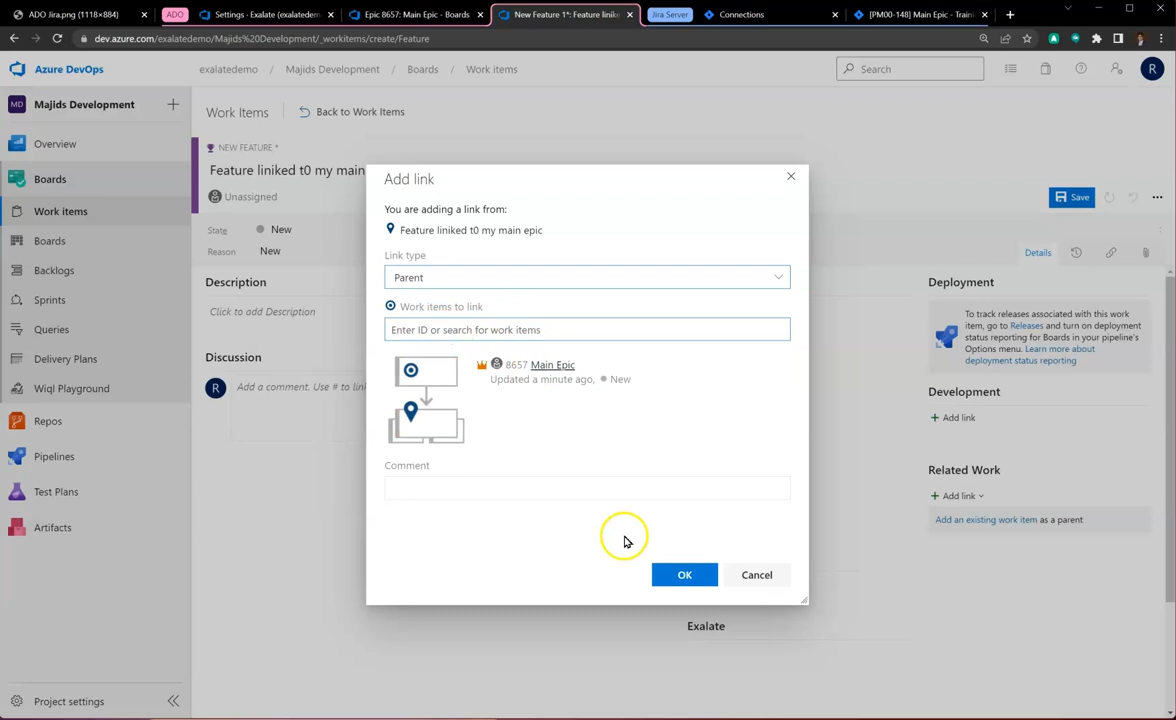 ADO Jira.png (1118×884)
ADO
Settings · Exalate (exalatedem
Epic 8657: Main Epic - Boards
New Feature 1*: Feature linike
Jira Server
Connections
[PM00-148] Main Epic - Traini
dev.azure.com/exalatedemo/Majids%20Development/_workitems/create/Feature
Azure DevOps
exalatedemo / Majids Development / Boards / Work items
Search
R
MD Majids Development
Overview
Boards
Work items
Boards
Backlogs
Sprints
Queries
Delivery Plans
Wiql Playground
Repos
Pipelines
Test Plans
Artifacts
Project settings
Work Items
Back to Work Items
NEW FEATURE *
Feature liniked t0 my main
Unassigned
Save
State New
Reason New
Details
Description
Click to add Description
Discussion
R
Add a comment. Use # to lin
Add link
You are adding a link from:
Feature liniked t0 my main epic
Link type
Parent
Work items to link
Enter ID or search for work items
8657 Main Epic
Updated a minute ago, New
Comment
OK
Cancel
Exalate
Deployment
To track releases associated with this work
item, go to Releases and turn on deployment
status reporting for Boards in your pipeline's
Options menu. Learn more about
deployment status reporting
Development
Add link
Related Work
Add link
Add an existing work item as a parent